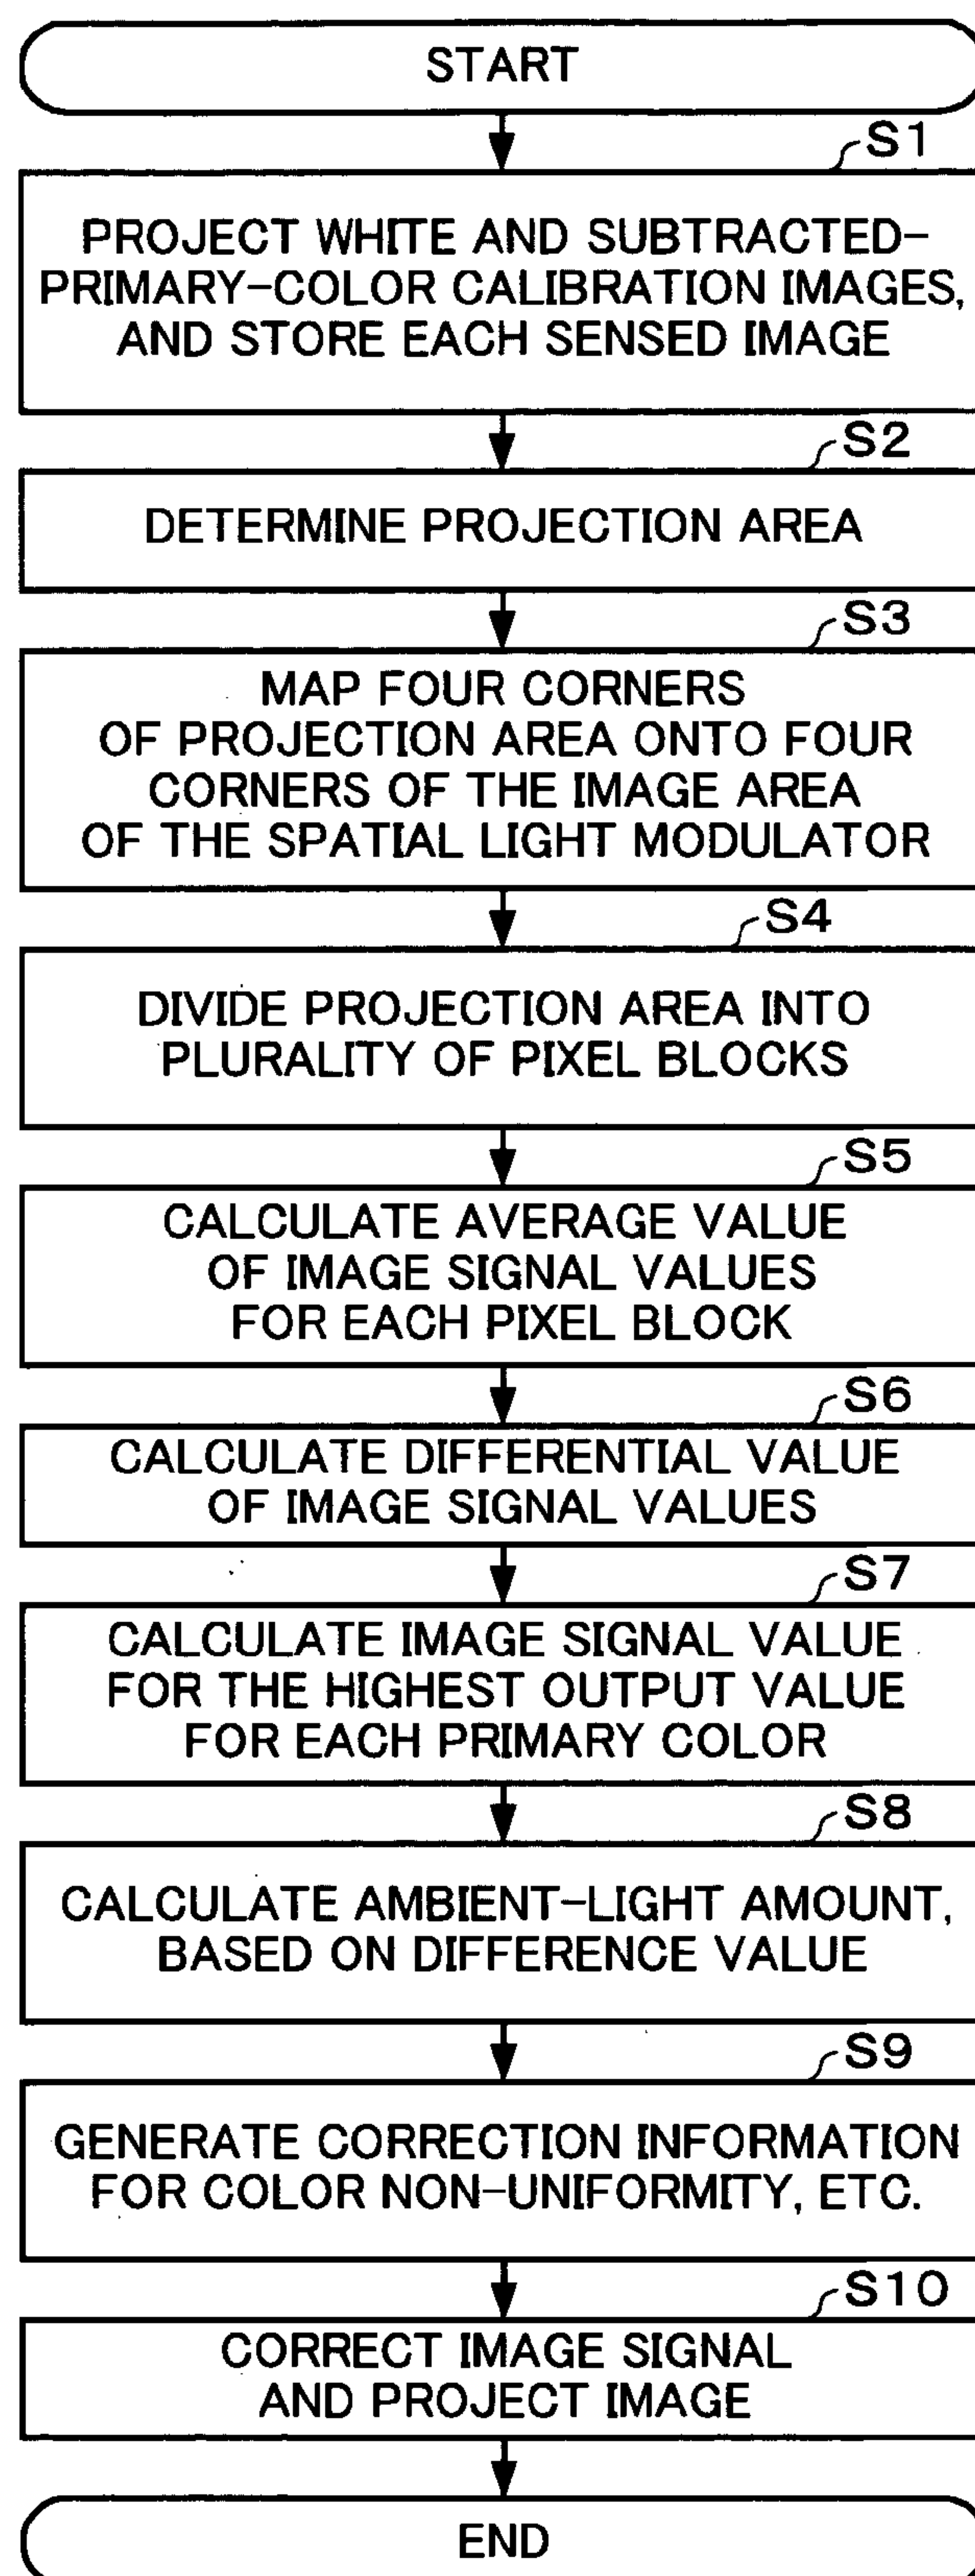 START
S1
PROJECT WHITE AND SUBTRACTED-
PRIMARY-COLOR CALIBRATION IMAGES,
AND STORE EACH SENSED IMAGE
S2
DETERMINE PROJECTION AREA
S3
MAP FOUR CORNERS
OF PROJECTION AREA ONTO FOUR
CORNERS OF THE IMAGE AREA
OF THE SPATIAL LIGHT MODULATOR
S4
DIVIDE PROJECTION AREA INTO
PLURALITY OF PIXEL BLOCKS
S5
CALCULATE AVERAGE VALUE
OF IMAGE SIGNAL VALUES
FOR EACH PIXEL BLOCK
S6
CALCULATE DIFFERENTIAL VALUE
OF IMAGE SIGNAL VALUES
S7
CALCULATE IMAGE SIGNAL VALUE
FOR THE HIGHEST OUTPUT VALUE
FOR EACH PRIMARY COLOR
S8
CALCULATE AMBIENT-LIGHT AMOUNT,
BASED ON DIFFERENCE VALUE
S9
GENERATE CORRECTION INFORMATION
FOR COLOR NON-UNIFORMITY, ETC.
S10
CORRECT IMAGE SIGNAL
AND PROJECT IMAGE
END